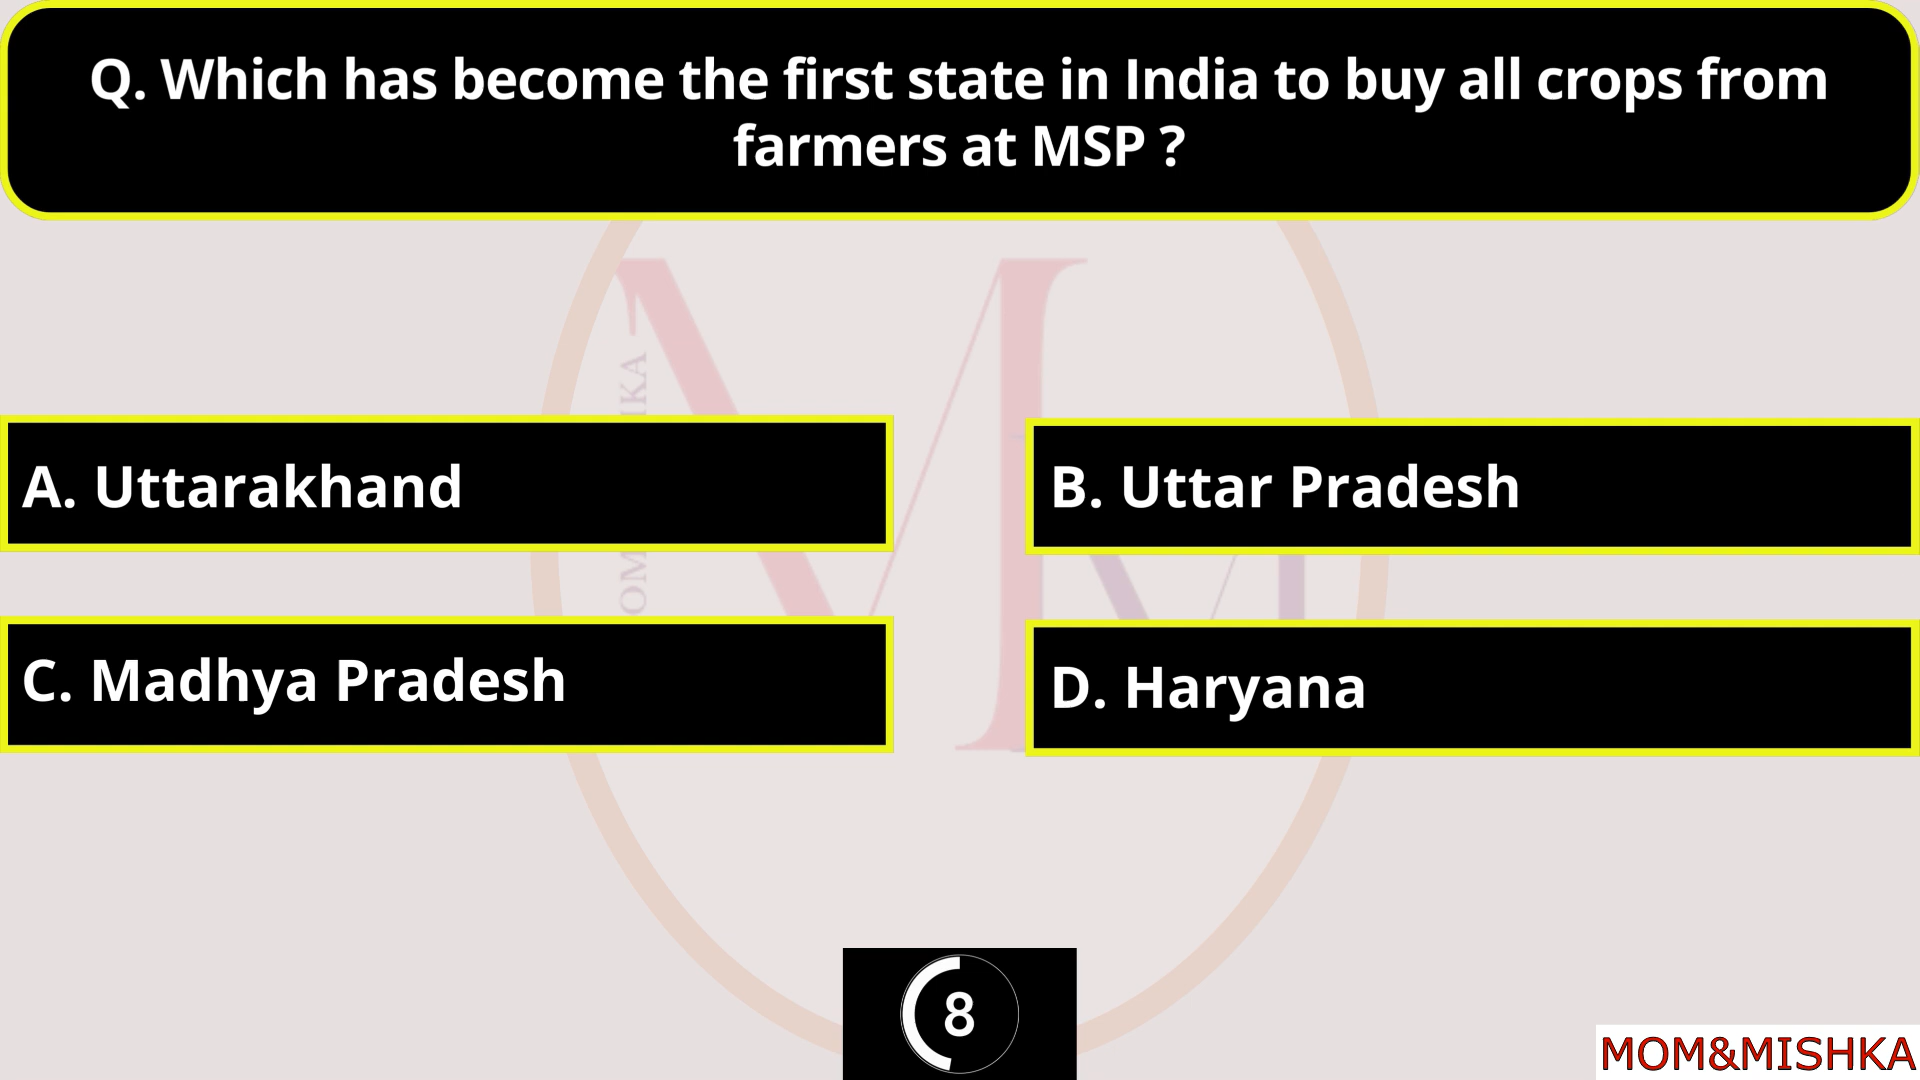 Q. Which has become the first state in India to buy all crops from
farmers at MSP ?
A. Uttarakhand
B. Uttar Pradesh
C. Madhya Pradesh
D. Haryana
8
MOM&MISHKA